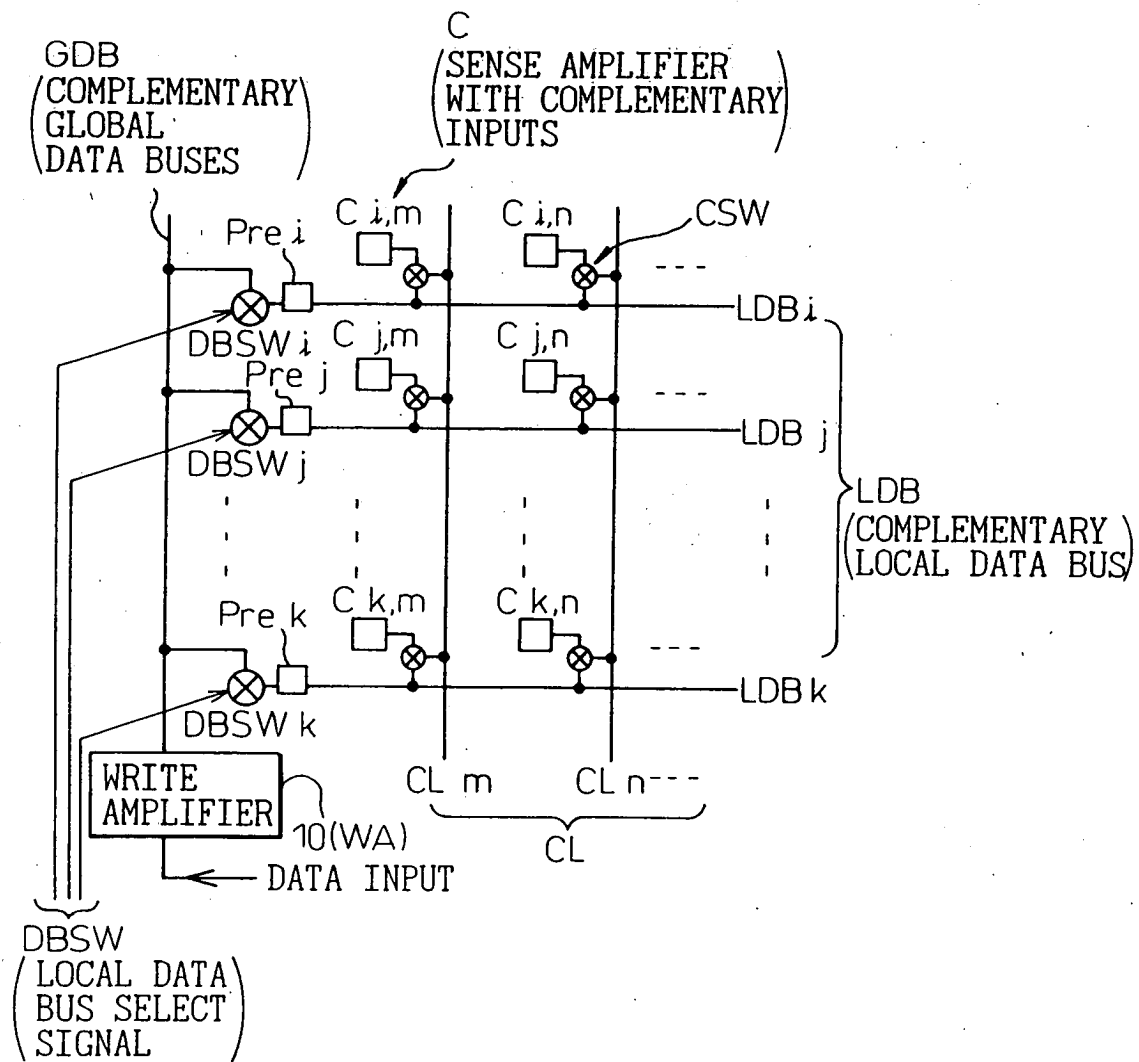 C
(SENSE AMPLIFIER
WITH COMPLEMENTARY
INPUTS)
GDB
(COMPLEMENTARY
GLOBAL
DATA BUSES)
C i,m
C i,n
CSW
Pre i
---
LDB i
DBSW i
C j,m
C j,n
Pre j
---
LDB j
DBSW j
LDB
(COMPLEMENTARY
LOCAL DATA BUS)
C k,m
C k,n
Pre k
---
LDB k
DBSW k
WRITE
AMPLIFIER
CL m
CL n---
10(WA)
CL
DATA INPUT
DBSW
(LOCAL DATA
BUS SELECT
SIGNAL)